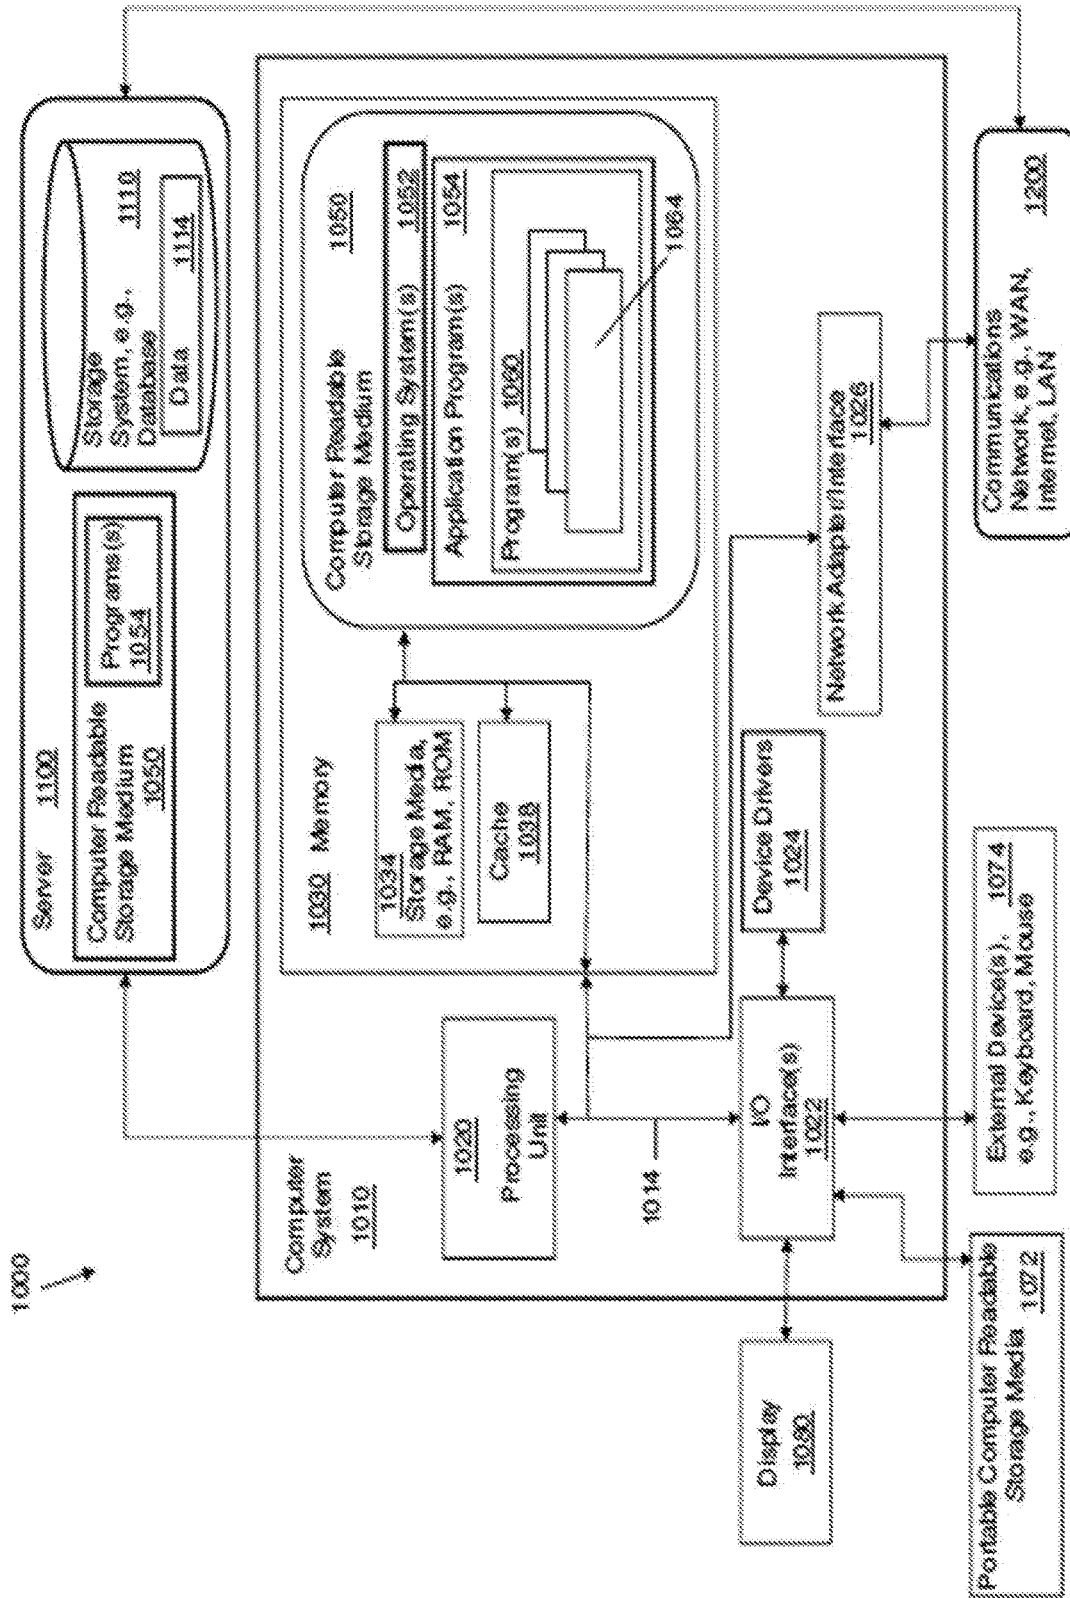 1000
Server 1100
Computer Readable
Storage Medium
1050
Programs(s)
1054
Storage
System, e.g., 1110
Database
Data 1114
Computer
System
1010
1020
Processing
Unit
1014
1030 Memory
1034
Storage Media,
e.g., RAM, ROM
Cache
1038
Computer Readable
Storage Medium 1050
Operating System(s) 1052
Application Program(s) 1054
Program(s) 1060
1064
Display
1080
I/O
Interface(s)
1022
Device Drivers
1024
Network Adapter/Interface
1026
Portable Computer Readable
Storage Media 1072
External Device(s), 1074
e.g., Keyboard, Mouse
Communications
Network, e.g., WAN, 1200
Internet, LAN